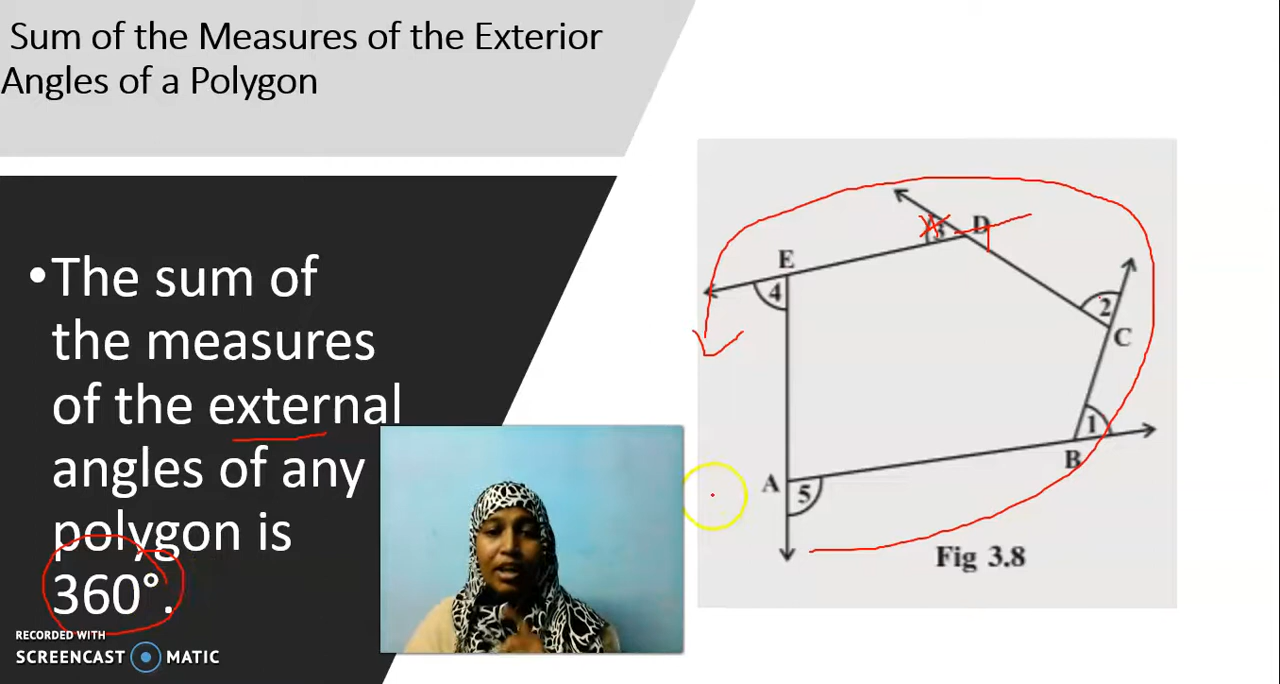 Sum of the Measures of the Exterior
Angles of a Polygon
•The sum of
the measures
of the external
angles of any
polygon is
360°.
RECORDED WITH
SCREENCAST MATIC
3
D
E
4
2
C
1
B
A
5
Fig 3.8